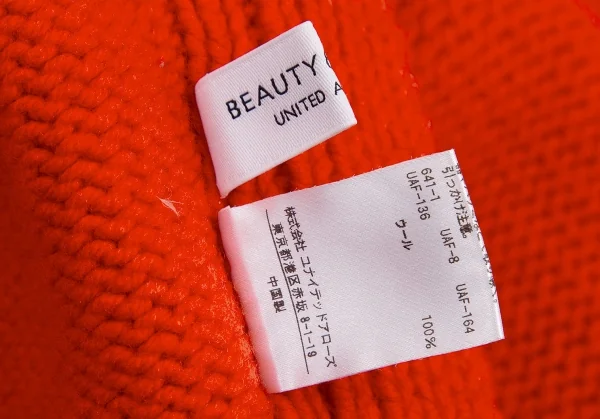 BEAUTY
UNITED A
引っかけ注意。
641-1 UAF-8 UAF-164
UAF-136
ウール 100%
株式会社 ユナイテッドアローズ
東京都港区赤坂 8-1-19
中国製